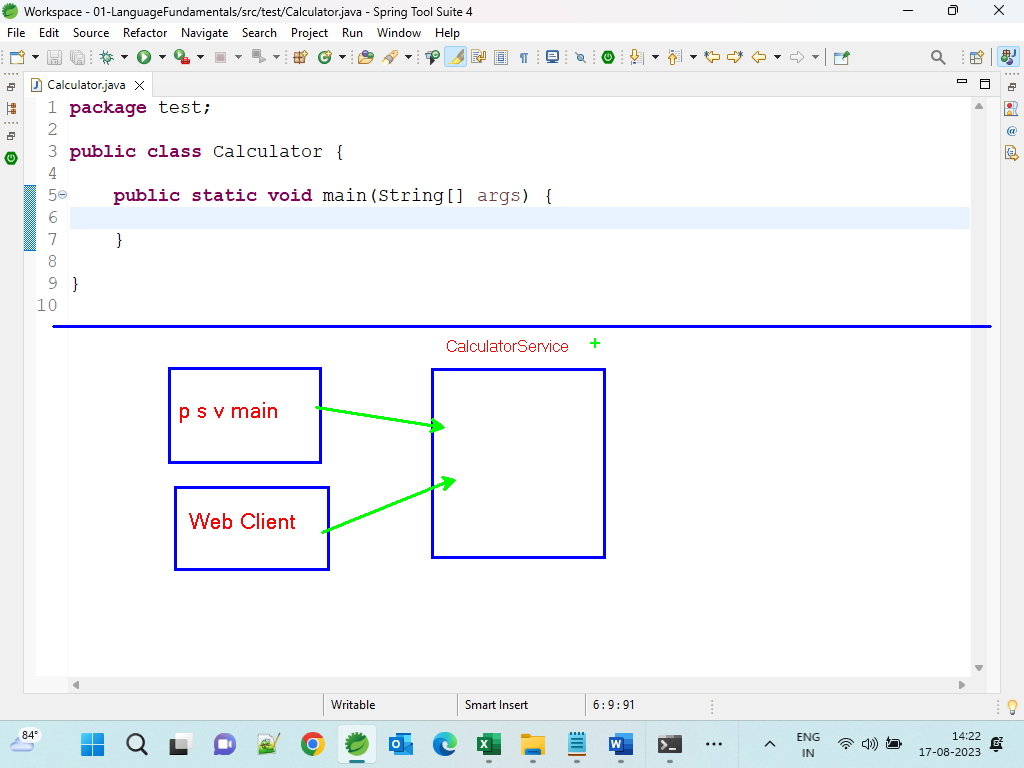 Workspace - 01-LanguageFundamentals/src/test/Calculator.java - Spring Tool Suite 4
File Edit Source Refactor Navigate Search Project Run Window Help
Calculator.java
1 package test;
2
3 public class Calculator {
4
5 public static void main(String[] args) {
6
7 }
8
9 }
10
CalculatorService +
p s v main
Web Client
Writable Smart Insert 6 : 9 : 91
84°
ENG
IN
14:22
17-08-2023